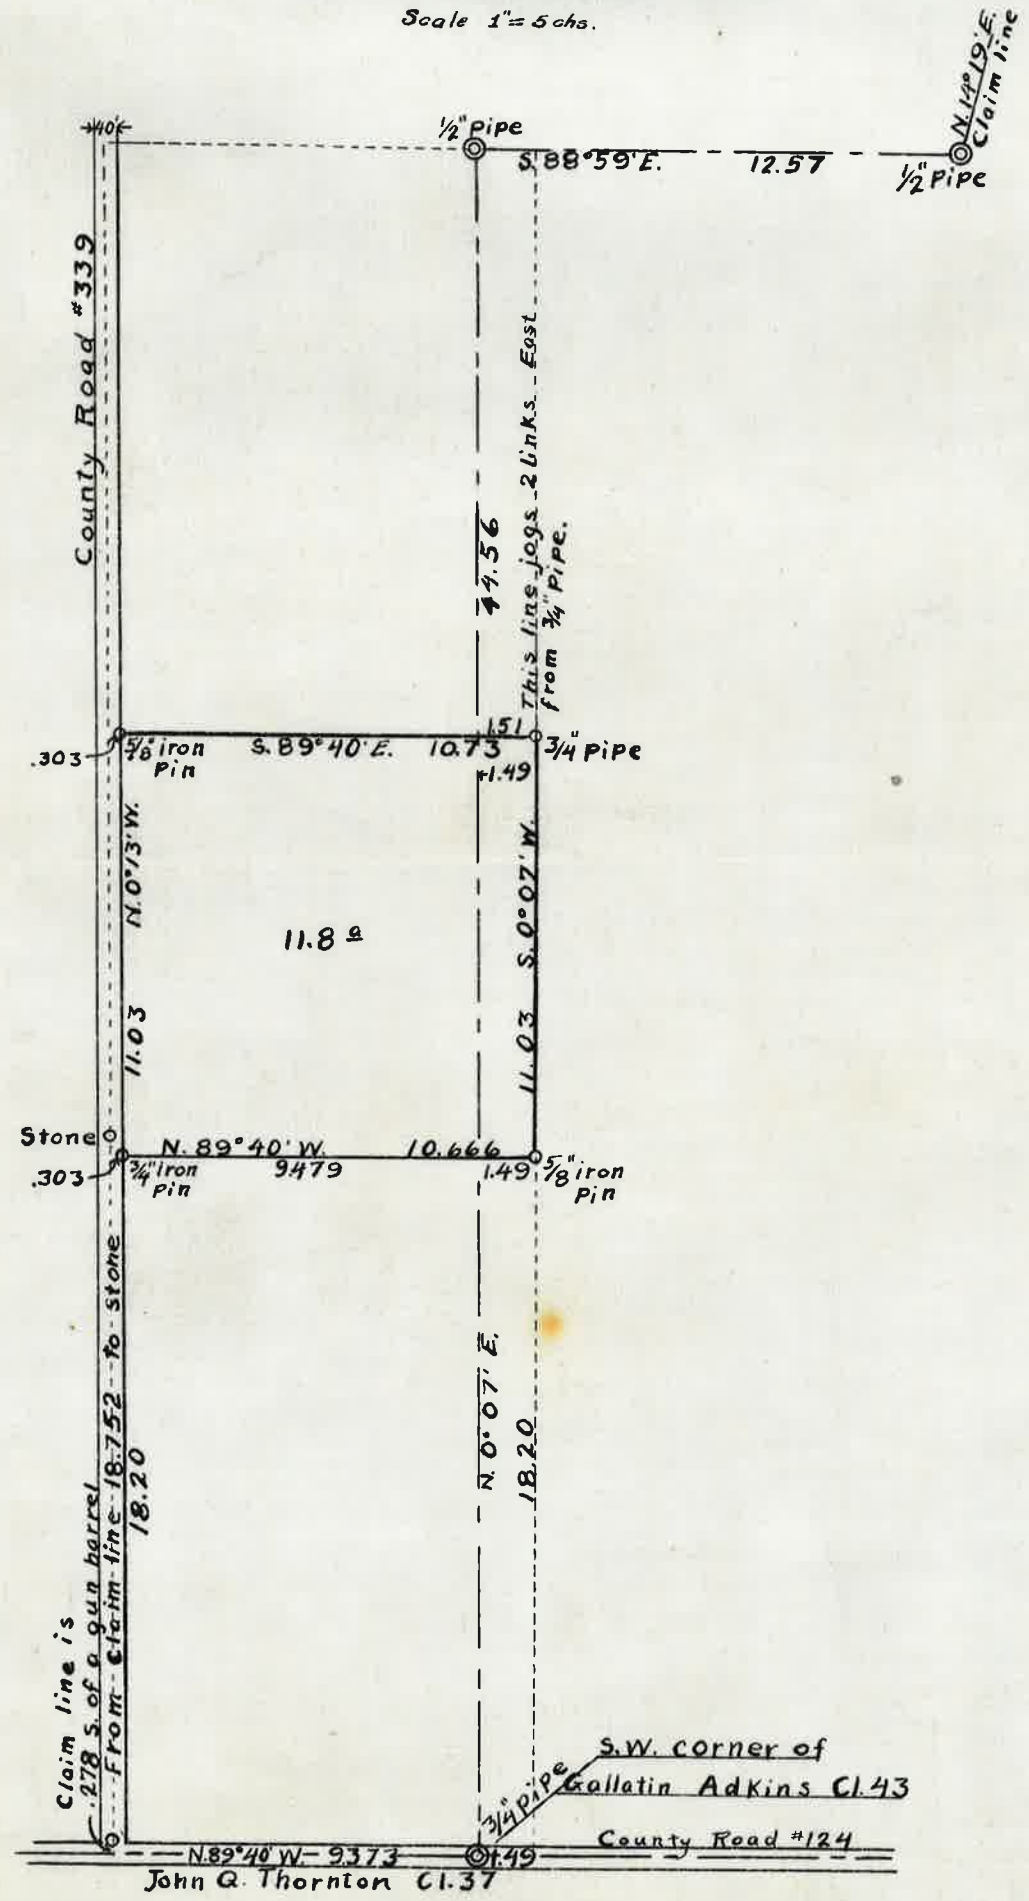 Scale 1"= 5 chs.
N. 14° 19' E.
Claim line
40'
1/2" pipe
S. 88° 59' E. 12.57
1/2" pipe
County Road #339
44.56
This line jogs 2 links East
from 3/4" pipe.
1.51
.303
5/8" iron
pin
S. 89° 40' E. 10.73
3/4" pipe
+1.49
N. 0° 13' W.
S. 0° 07' W.
11.8 a
11.03
11.03
Stone
N. 89° 40' W. 10.666
.303
3/4" iron
pin
9.479
1.49
5/8" iron
pin
From claim line 18.752 to stone
N. 0° 07' E.
18.20
18.20
Claim line is
.278 S. of a gun barrel
S.W. corner of
Gallatin Adkins Cl. 43
3/4" pipe
County Road #124
N. 89° 40' W. 9.373
1.49
John Q. Thornton Cl. 37